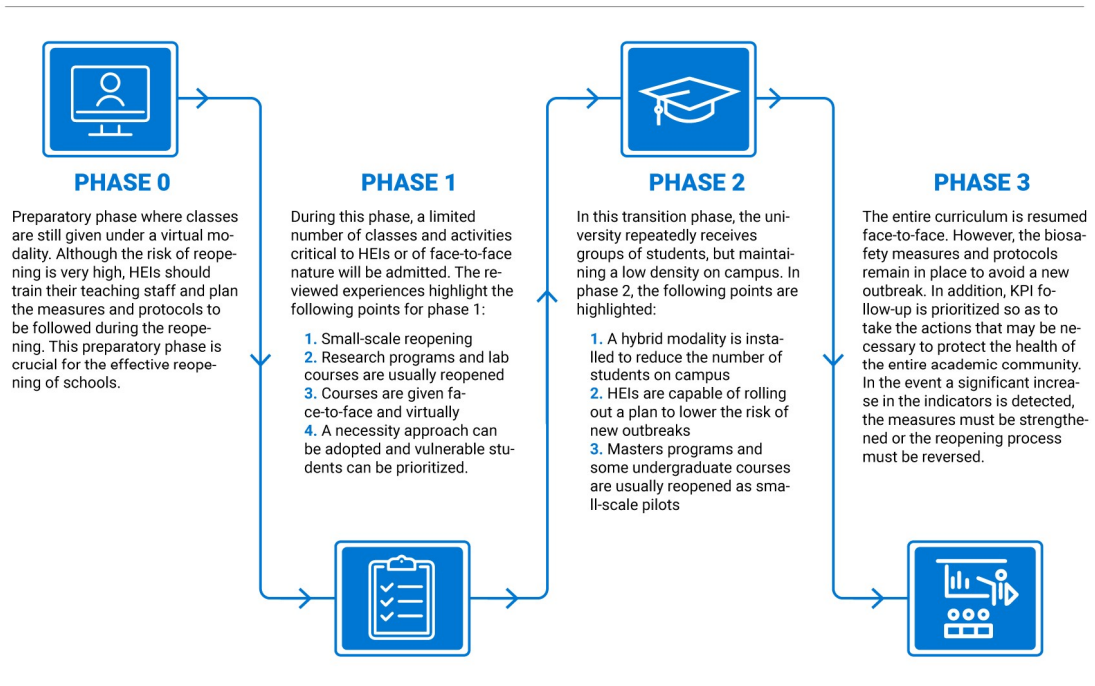 PHASE 0
Preparatory phase where classes
are still given under a virtual mo-
dality. Although the risk of reope-
ning is very high, HEIs should
train their teaching staff and plan
the measures and protocols to
be followed during the reope-
ning. This preparatory phase is
crucial for the effective reope-
ning of schools.
PHASE 1
During this phase, a limited
number of classes and activities
critical to HEIs or of face-to-face
nature will be admitted. The re-
viewed experiences highlight the
following points for phase 1:
1. Small-scale reopening
2. Research programs and lab
courses are usually reopened
3. Courses are given fa-
ce-to-face and virtually
4. A necessity approach can
be adopted and vulnerable stu-
dents can be prioritized.
PHASE 2
In this transition phase, the uni-
versity repeatedly receives
groups of students, but maintai-
ning a low density on campus. In
phase 2, the following points are
highlighted:
1. A hybrid modality is insta-
lled to reduce the number of
students on campus
2. HEIs are capable of rolling
out a plan to lower the risk of
new outbreaks
3. Masters programs and
some undergraduate courses
are usually reopened as sma-
ll-scale pilots
PHASE 3
The entire curriculum is resumed
face-to-face. However, the biosa-
fety measures and protocols
remain in place to avoid a new
outbreak. In addition, KPI fo-
llow-up is prioritized so as to
take the actions that may be ne-
cessary to protect the health of
the entire academic community.
In the event a significant increa-
se in the indicators is detected,
the measures must be strengthe-
ned or the reopening process
must be reversed.